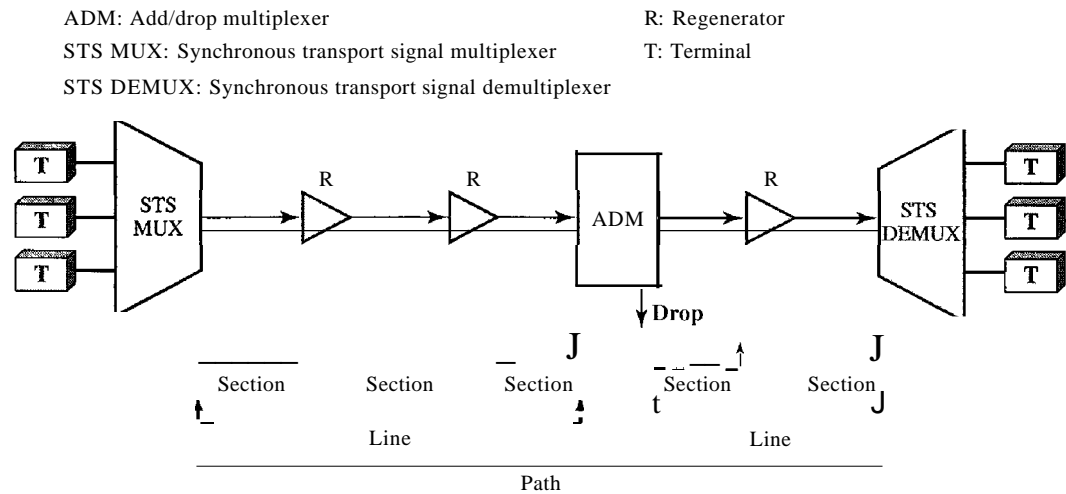 ADM: Add/drop multiplexer
R: Regenerator
STS MUX: Synchronous transport signal multiplexer
T: Terminal
STS DEMUX: Synchronous transport signal demultiplexer
T
T
T
STS
MUX
R
R
ADM
R
STS
DEMUX
T
T
T
Drop
J
J
Section
Section
Section
Section
Section
t
J
Line
Line
Path